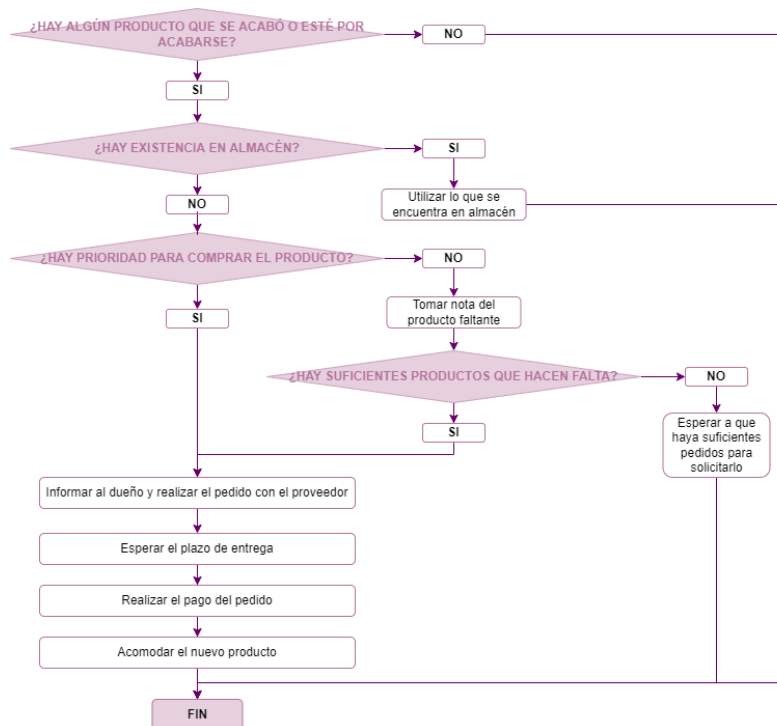 ¿HAY ALGÚN PRODUCTO QUE SE ACABÓ O ESTÉ POR
ACABARSE?
NO
SI
¿HAY EXISTENCIA EN ALMACÉN?
SI
NO
Utilizar lo que se
encuentra en almacén
¿HAY PRIORIDAD PARA COMPRAR EL PRODUCTO?
NO
SI
Tomar nota del
producto faltante
¿HAY SUFICIENTES PRODUCTOS QUE HACEN FALTA?
NO
SI
Esperar a que
haya suficientes
pedidos para
solicitarlo
Informar al dueño y realizar el pedido con el proveedor
Esperar el plazo de entrega
Realizar el pago del pedido
Acomodar el nuevo producto
FIN